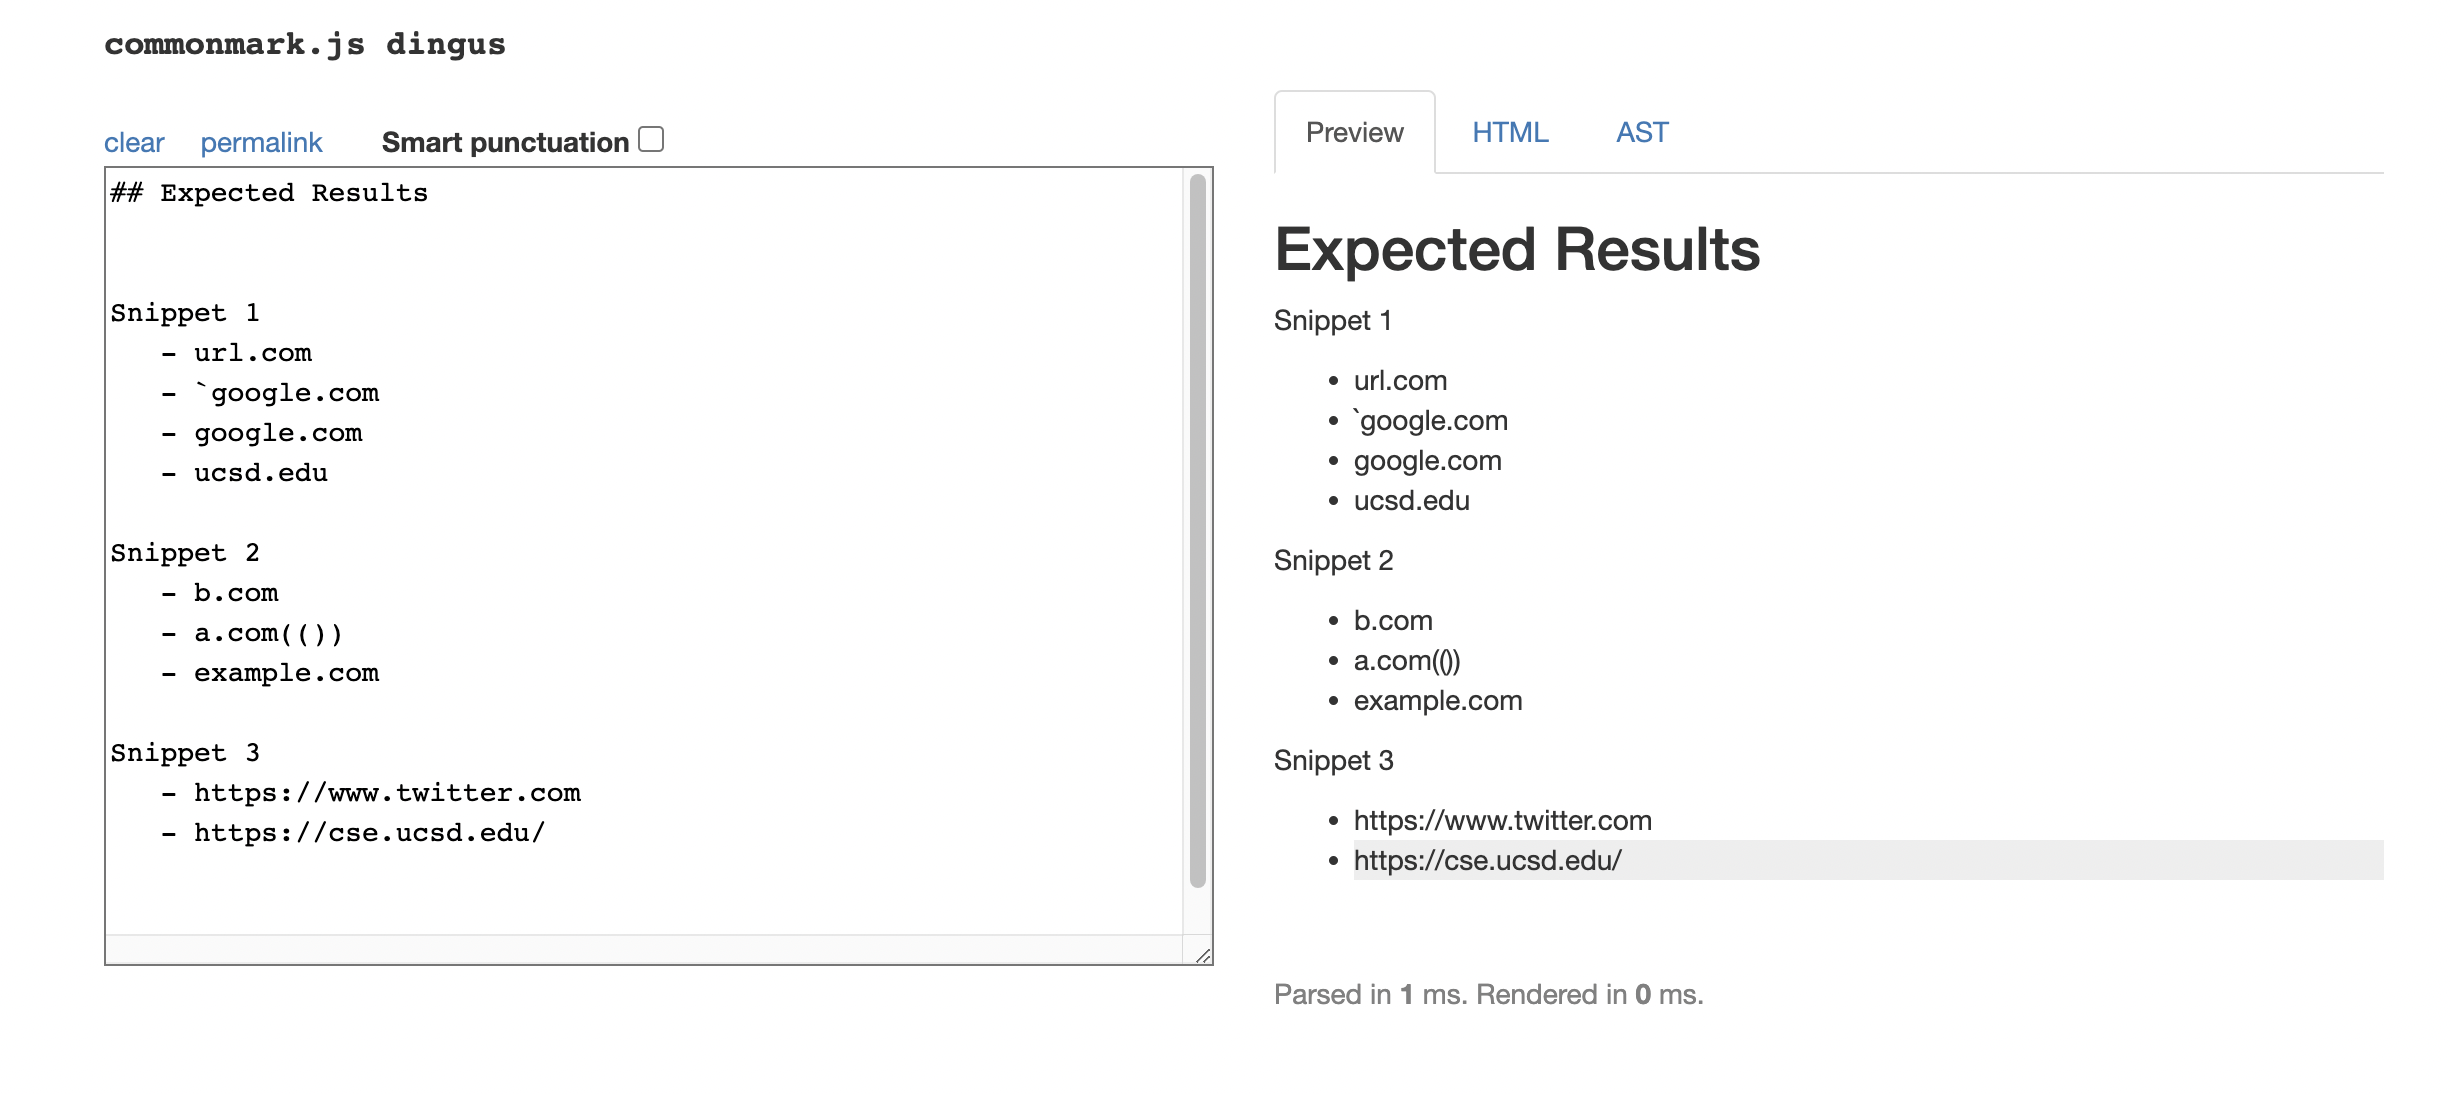 commonmark.js dingus
clear permalink Smart punctuation
## Expected Results
Snippet 1
- url.com
- `google.com
- google.com
- ucsd.edu
Snippet 2
- b.com
- a.com(())
- example.com
Snippet 3
- https://www.twitter.com
- https://cse.ucsd.edu/
Preview HTML AST
Expected Results
Snippet 1
• url.com
• `google.com
• google.com
• ucsd.edu
Snippet 2
• b.com
• a.com(())
• example.com
Snippet 3
• https://www.twitter.com
• https://cse.ucsd.edu/
Parsed in 1 ms. Rendered in 0 ms.